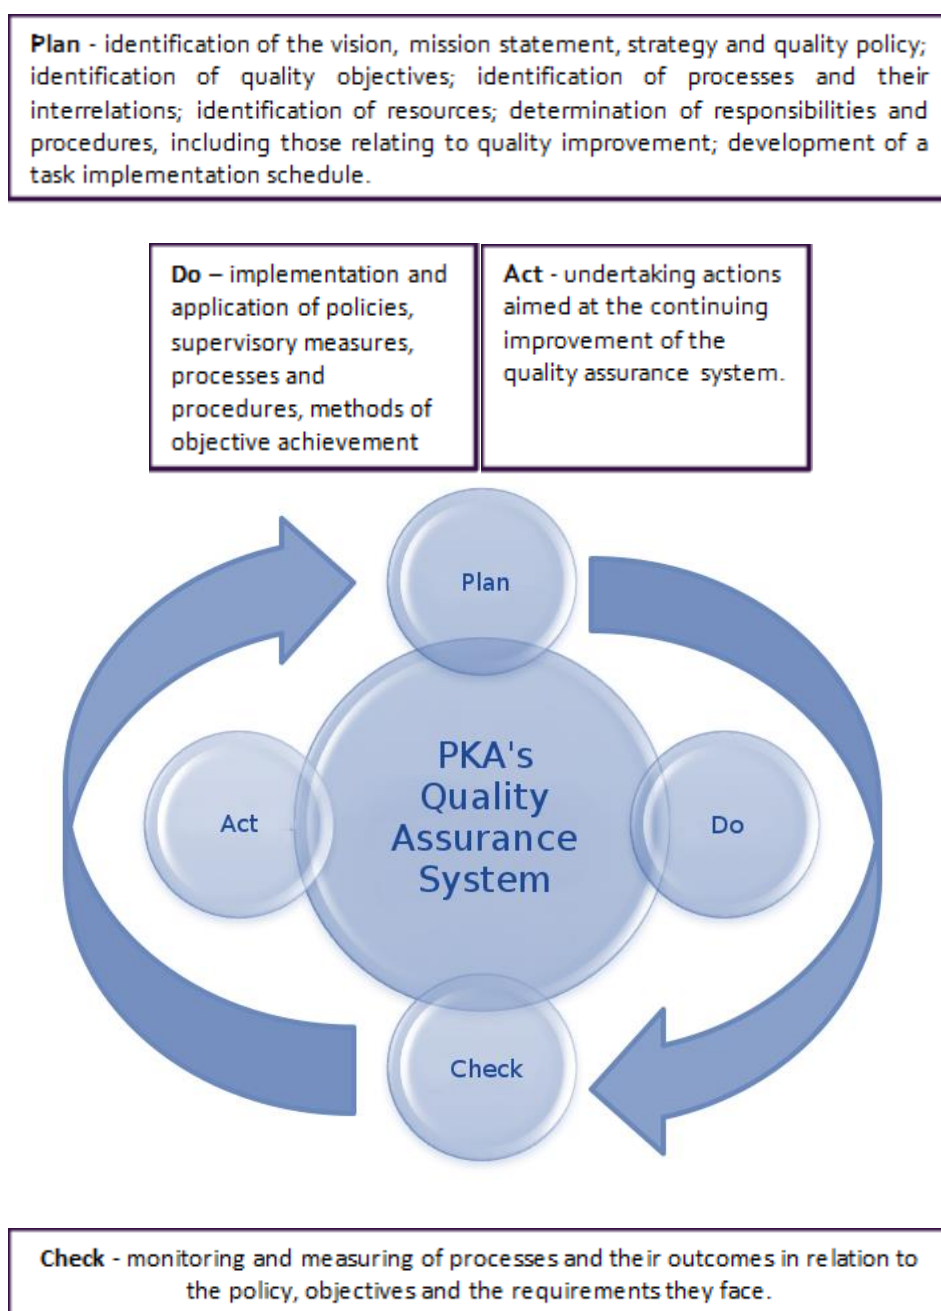 Plan - identification of the vision, mission statement, strategy and quality policy;
identification of quality objectives; identification of processes and their
interrelations; identification of resources; determination of responsibilities and
procedures, including those relating to quality improvement; development of a
task implementation schedule.
Do – implementation and
application of policies,
supervisory measures,
processes and
procedures, methods of
objective achievement
Act - undertaking actions
aimed at the continuing
improvement of the
quality assurance system.
Plan
PKA's
Quality
Assurance
System
Act
Do
Check
Check - monitoring and measuring of processes and their outcomes in relation to
the policy, objectives and the requirements they face.